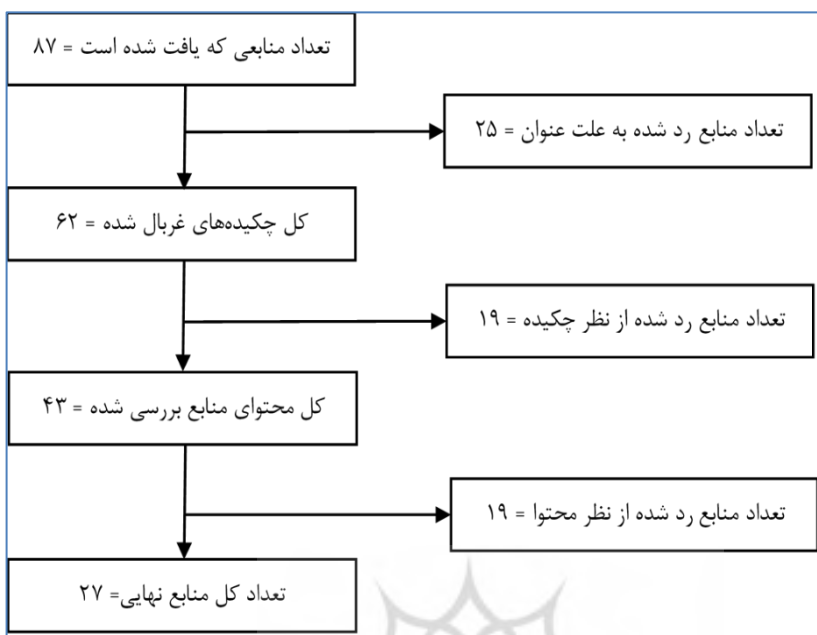 تعداد منابعی که یافت شده است = ۸۷
تعداد منابع رد شده به علت عنوان = ۲۵
کل چکیده‌های غربال شده = ۶۲
تعداد منابع رد شده از نظر چکیده = ۱۹
کل محتوای منابع بررسی شده = ۴۳
تعداد منابع رد شده از نظر محتوا = ۱۹
تعداد کل منابع نهایی= ۲۷